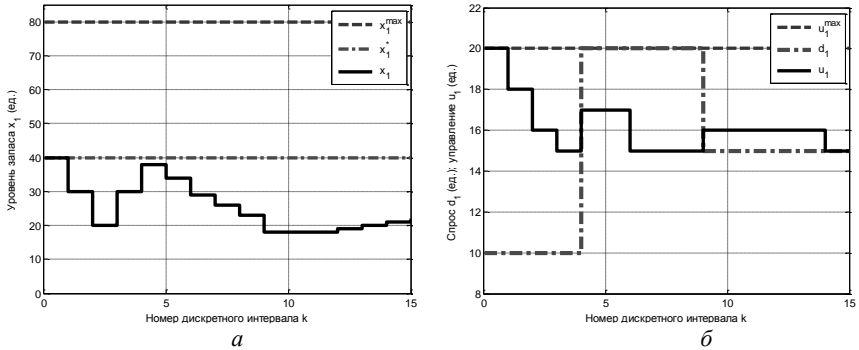 80
70
60
50
40
30
20
10
0
0 5 10 15
Уровень запаса x1 (ед.)
Номер дискретного интервала k
x1max
x1*
x1
а
22
20
18
16
14
12
10
8
0 5 10 15
Спрос d1 (ед.); управление u1 (ед.)
Номер дискретного интервала k
u1max
d1
u1
б